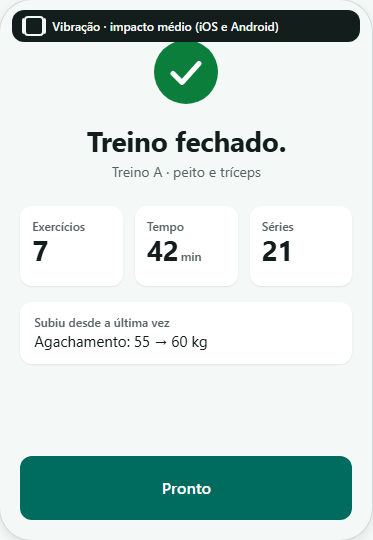 Vibração · impacto médio (iOS e Android)
Treino fechado.
Treino A · peito e tríceps
Exercícios
7
Tempo
42 min
Séries
21
Subiu desde a última vez
Agachamento: 55 → 60 kg
Pronto